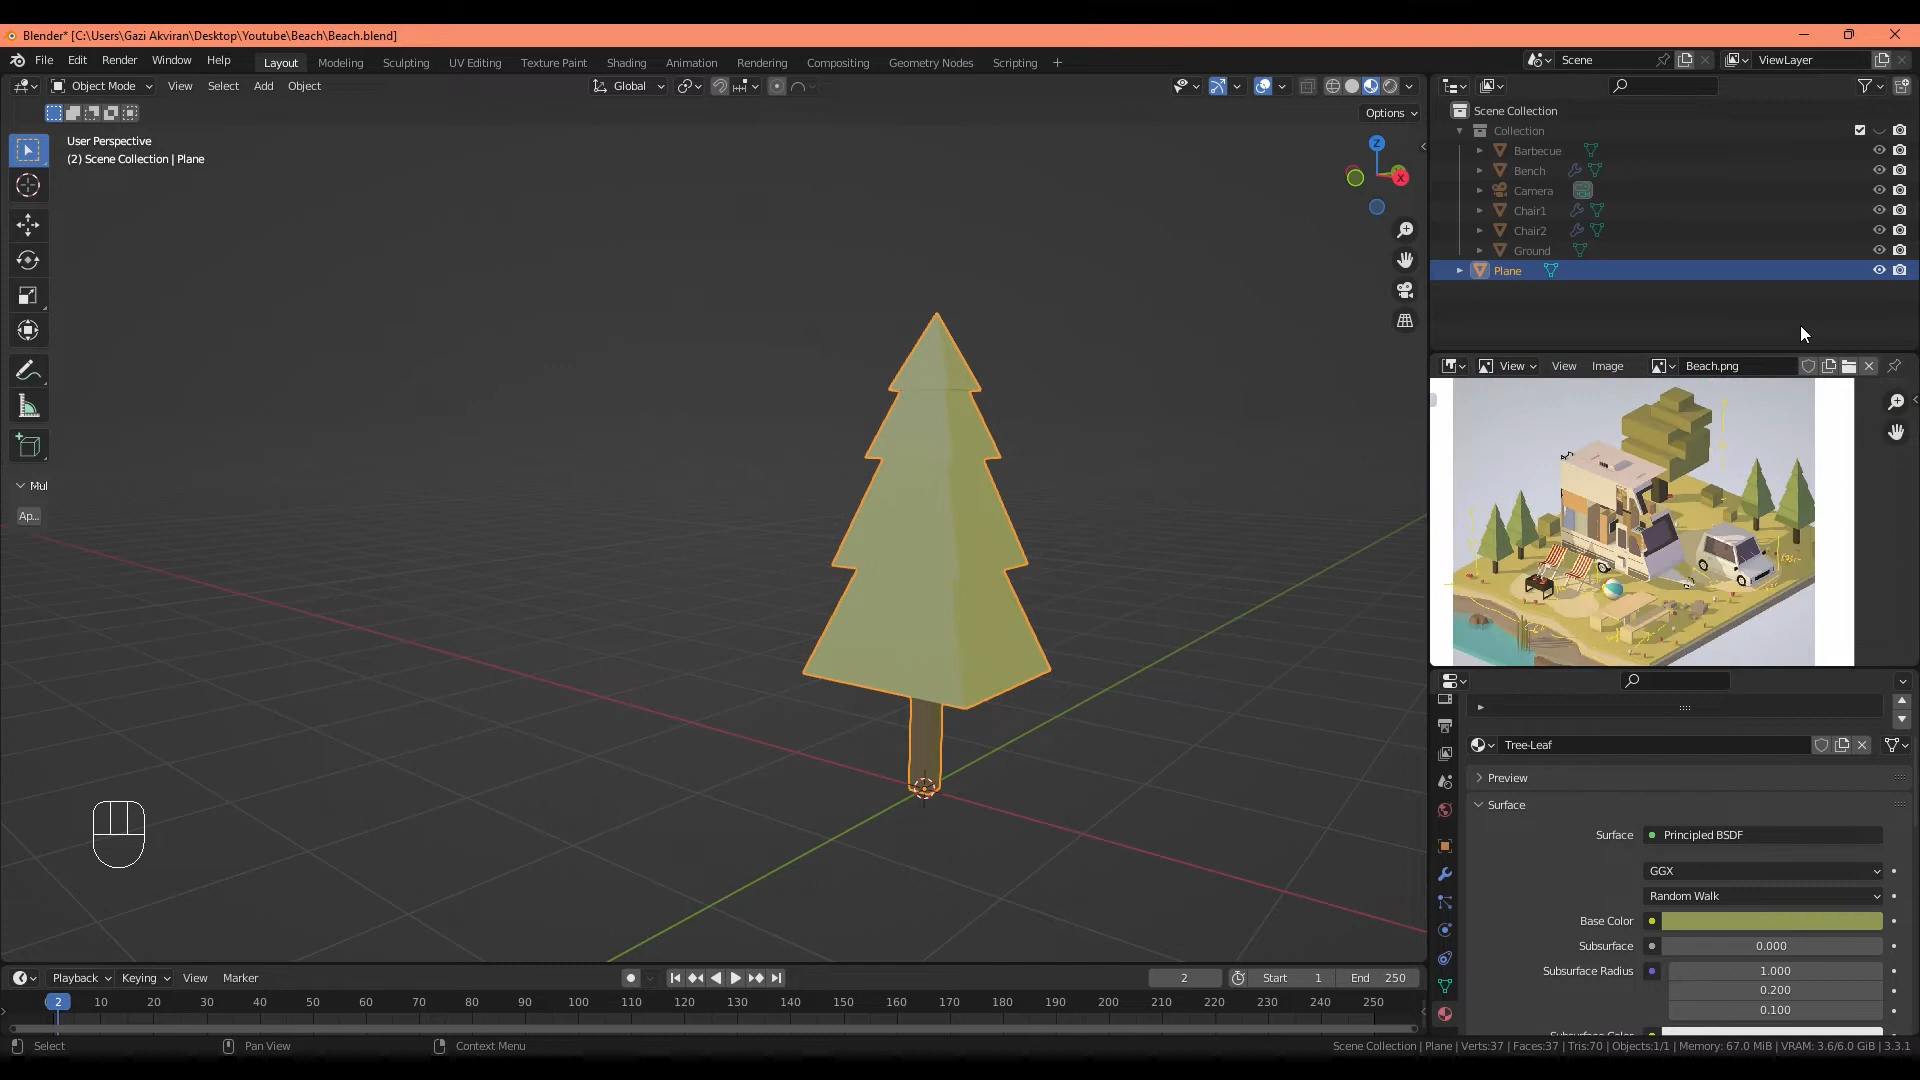 Blender* [C:\Users\Gazi Akviran\Desktop\Youtube\Beach\Beach.blend]
File Edit Render Window Help Layout Modeling Sculpting UV Editing Texture Paint Shading Animation Rendering Compositing Geometry Nodes Scripting + Scene ViewLayer
Object Mode View Select Add Object Global
Options
User Perspective
(2) Scene Collection | Plane
Z
X
Mul
Ap...
Scene Collection
Collection
Barbecue
Bench
Camera
Chair1
Chair2
Ground
Plane
View View Image Beach.png
Tree-Leaf
Preview
Surface
Surface Principled BSDF
GGX
Random Walk
Base Color
Subsurface 0.000
Subsurface Radius 1.000
0.200
0.100
Subsurface Color
Playback Keying View Marker 2 Start 1 End 250
2 10 20 30 40 50 60 70 80 90 100 110 120 130 140 150 160 170 180 190 200 210 220 230 240 250
Select Pan View Context Menu Scene Collection | Plane | Verts:37 | Faces:37 | Tris:70 | Objects:1/1 | Memory: 67.0 MiB | VRAM: 3.6/6.0 GiB | 3.3.1